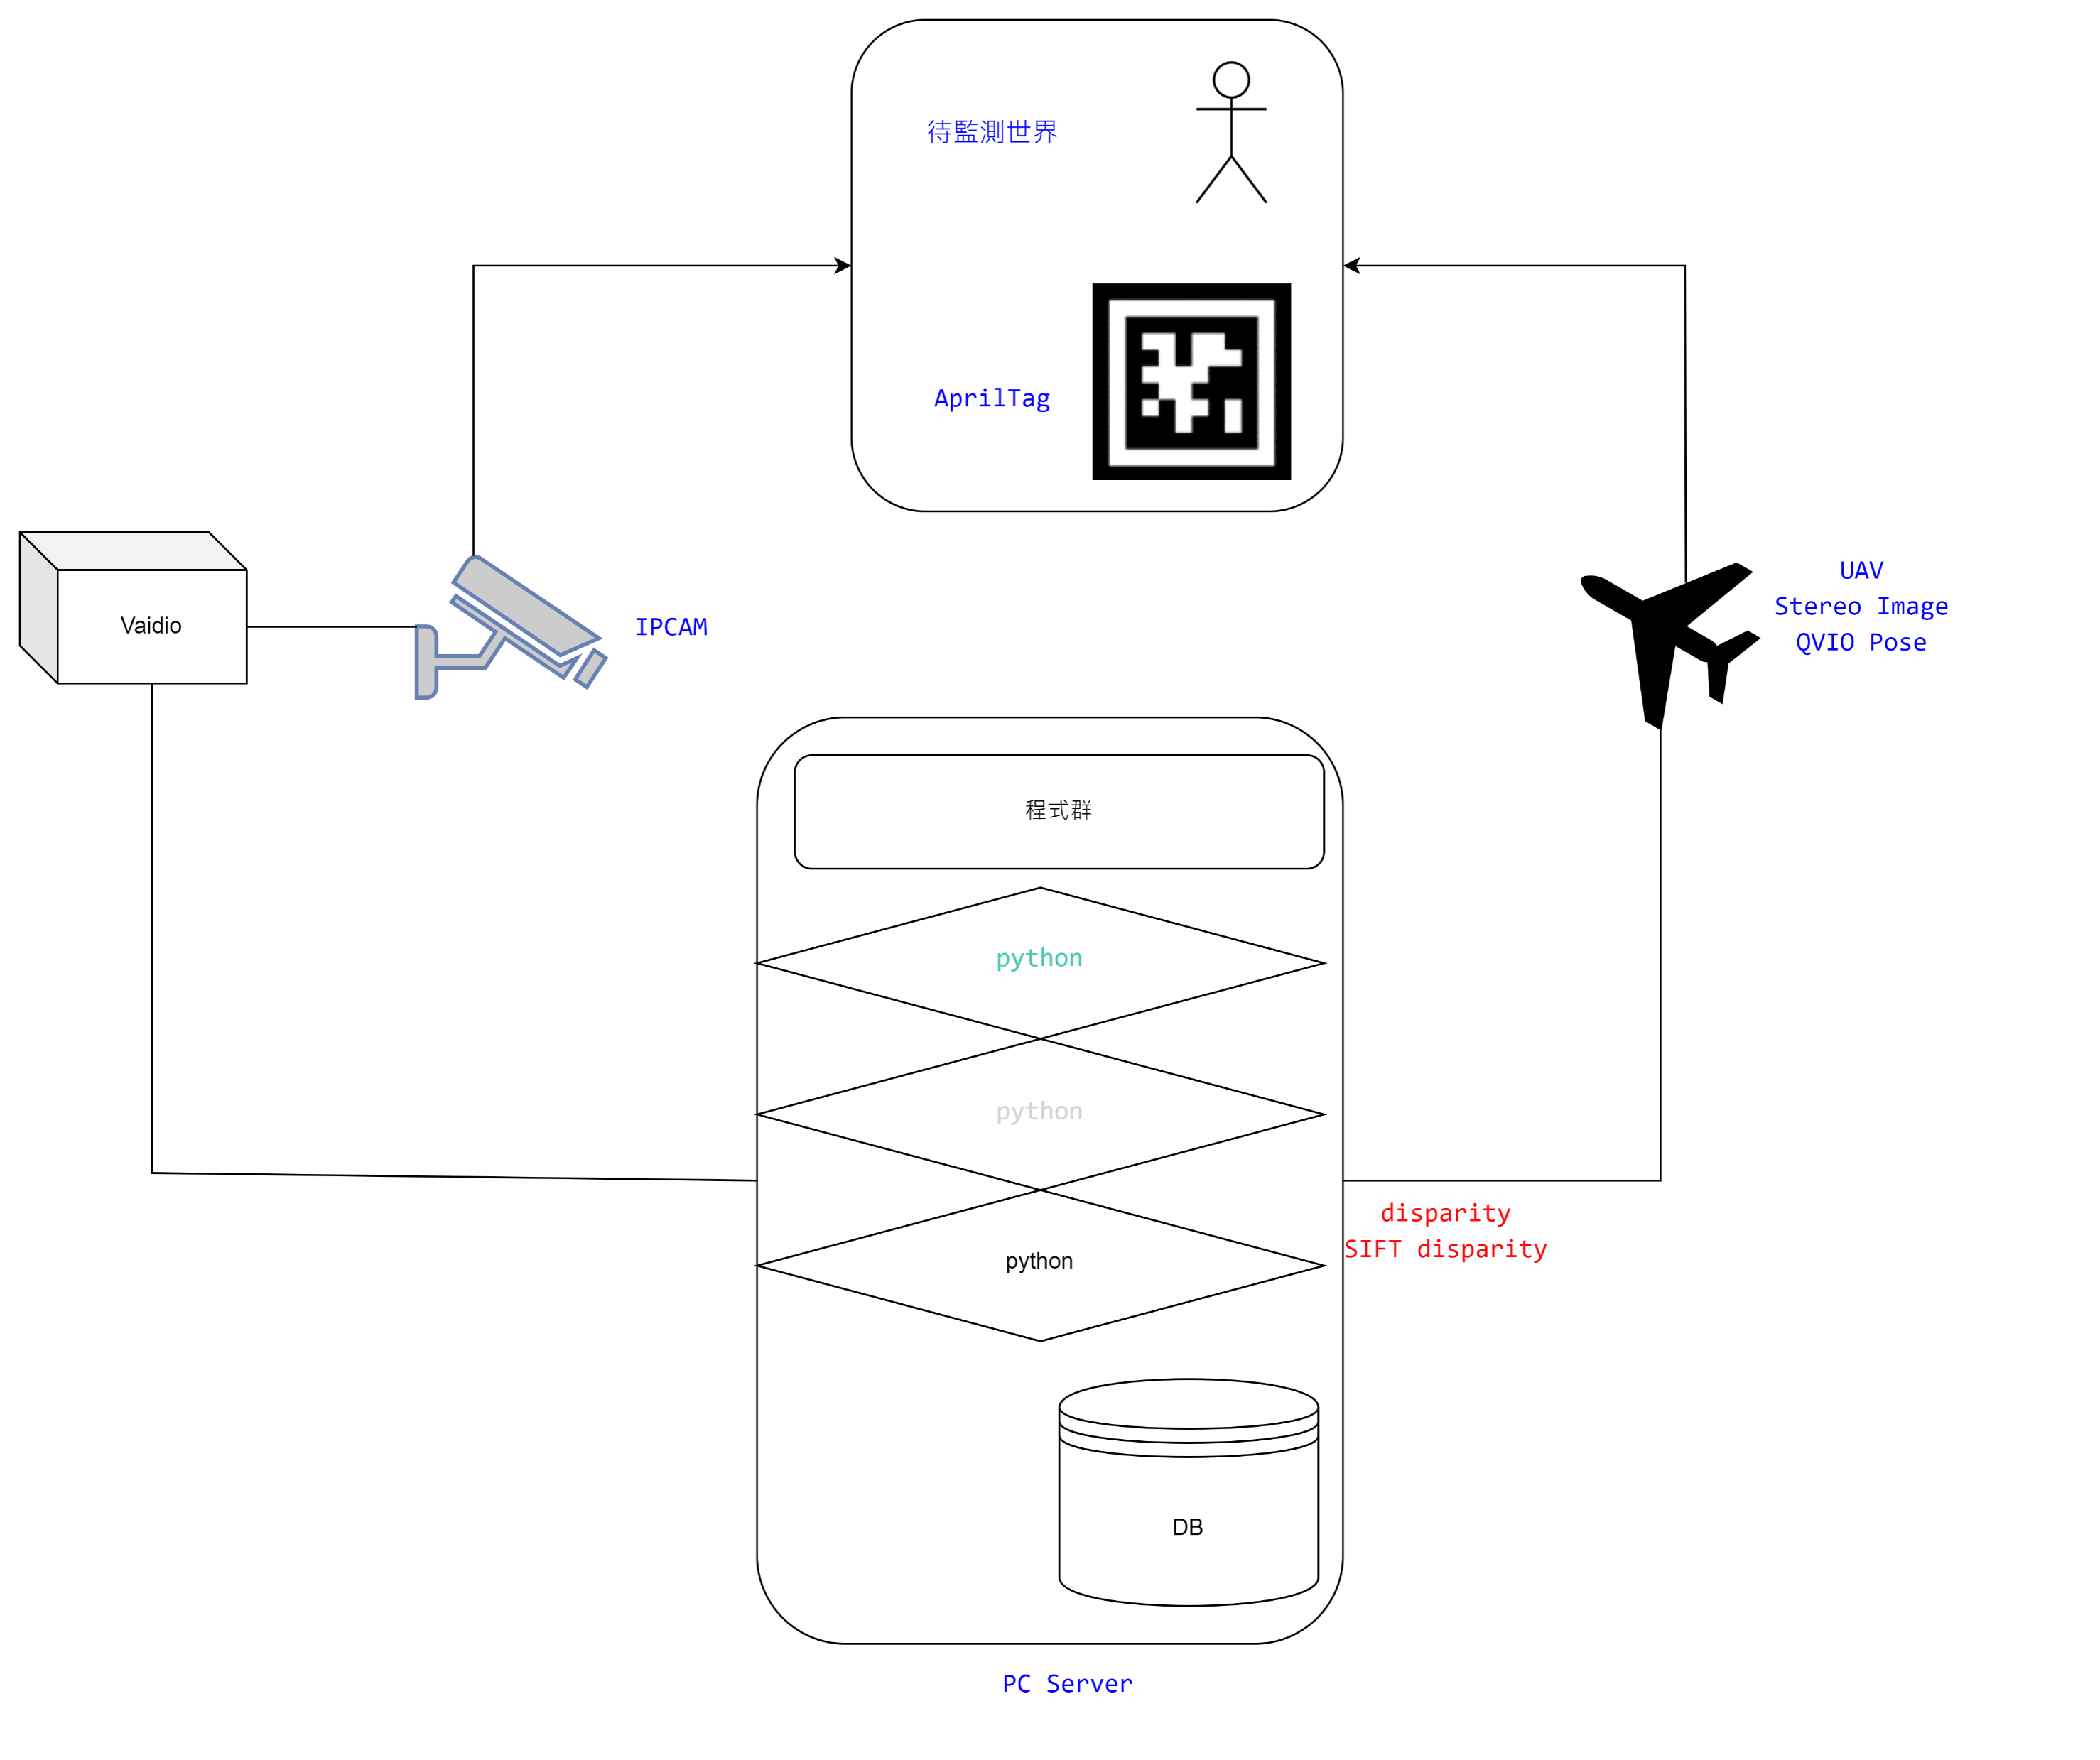 待監測世界
AprilTag
Vaidio
IPCAM
UAV
Stereo Image
QVIO Pose
程式群
python
python
python
disparity
SIFT disparity
DB
PC Server